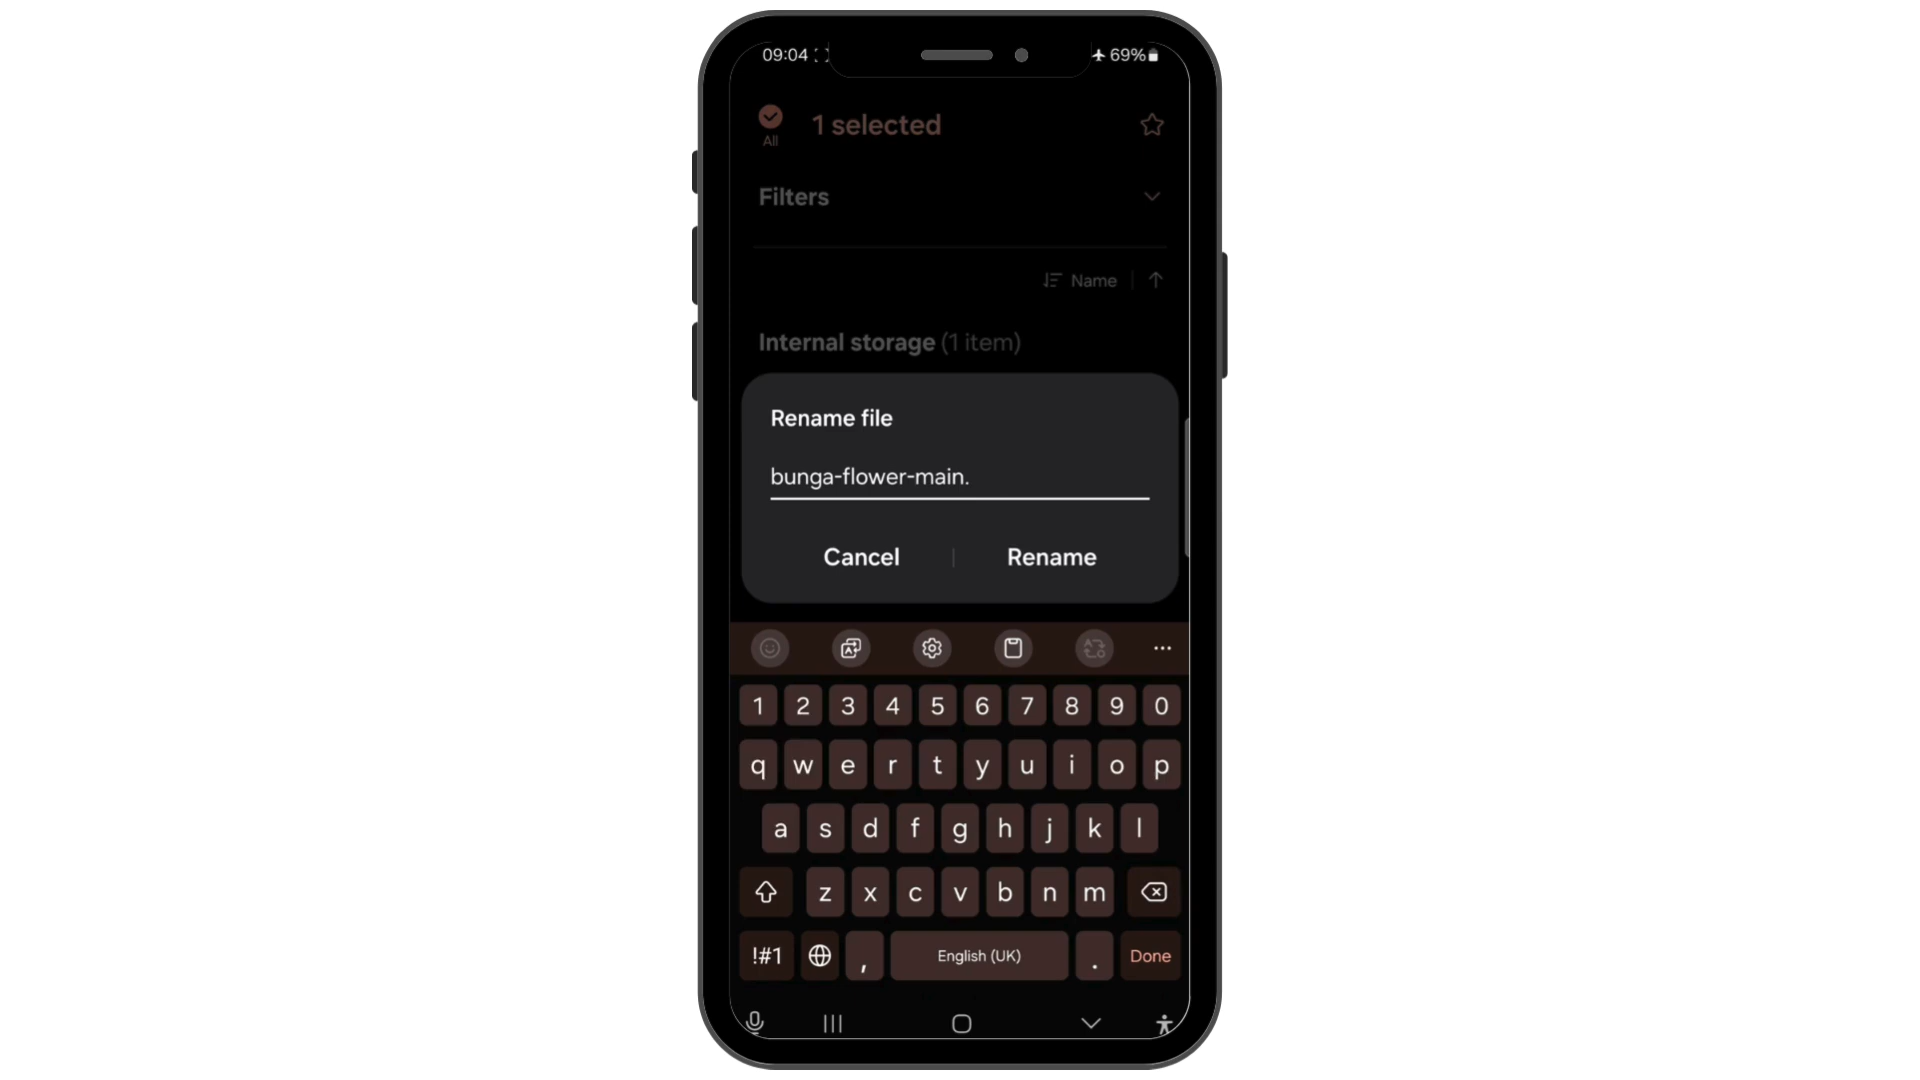 09:04 69%
All
1 selected
Filters
Name
Internal storage (1 item)
Rename file
bunga-flower-main.
Cancel | Rename
1 2 3 4 5 6 7 8 9 0
q w e r t y u i o p
a s d f g h j k l
z x c v b n m
!#1 , English (UK) . Done